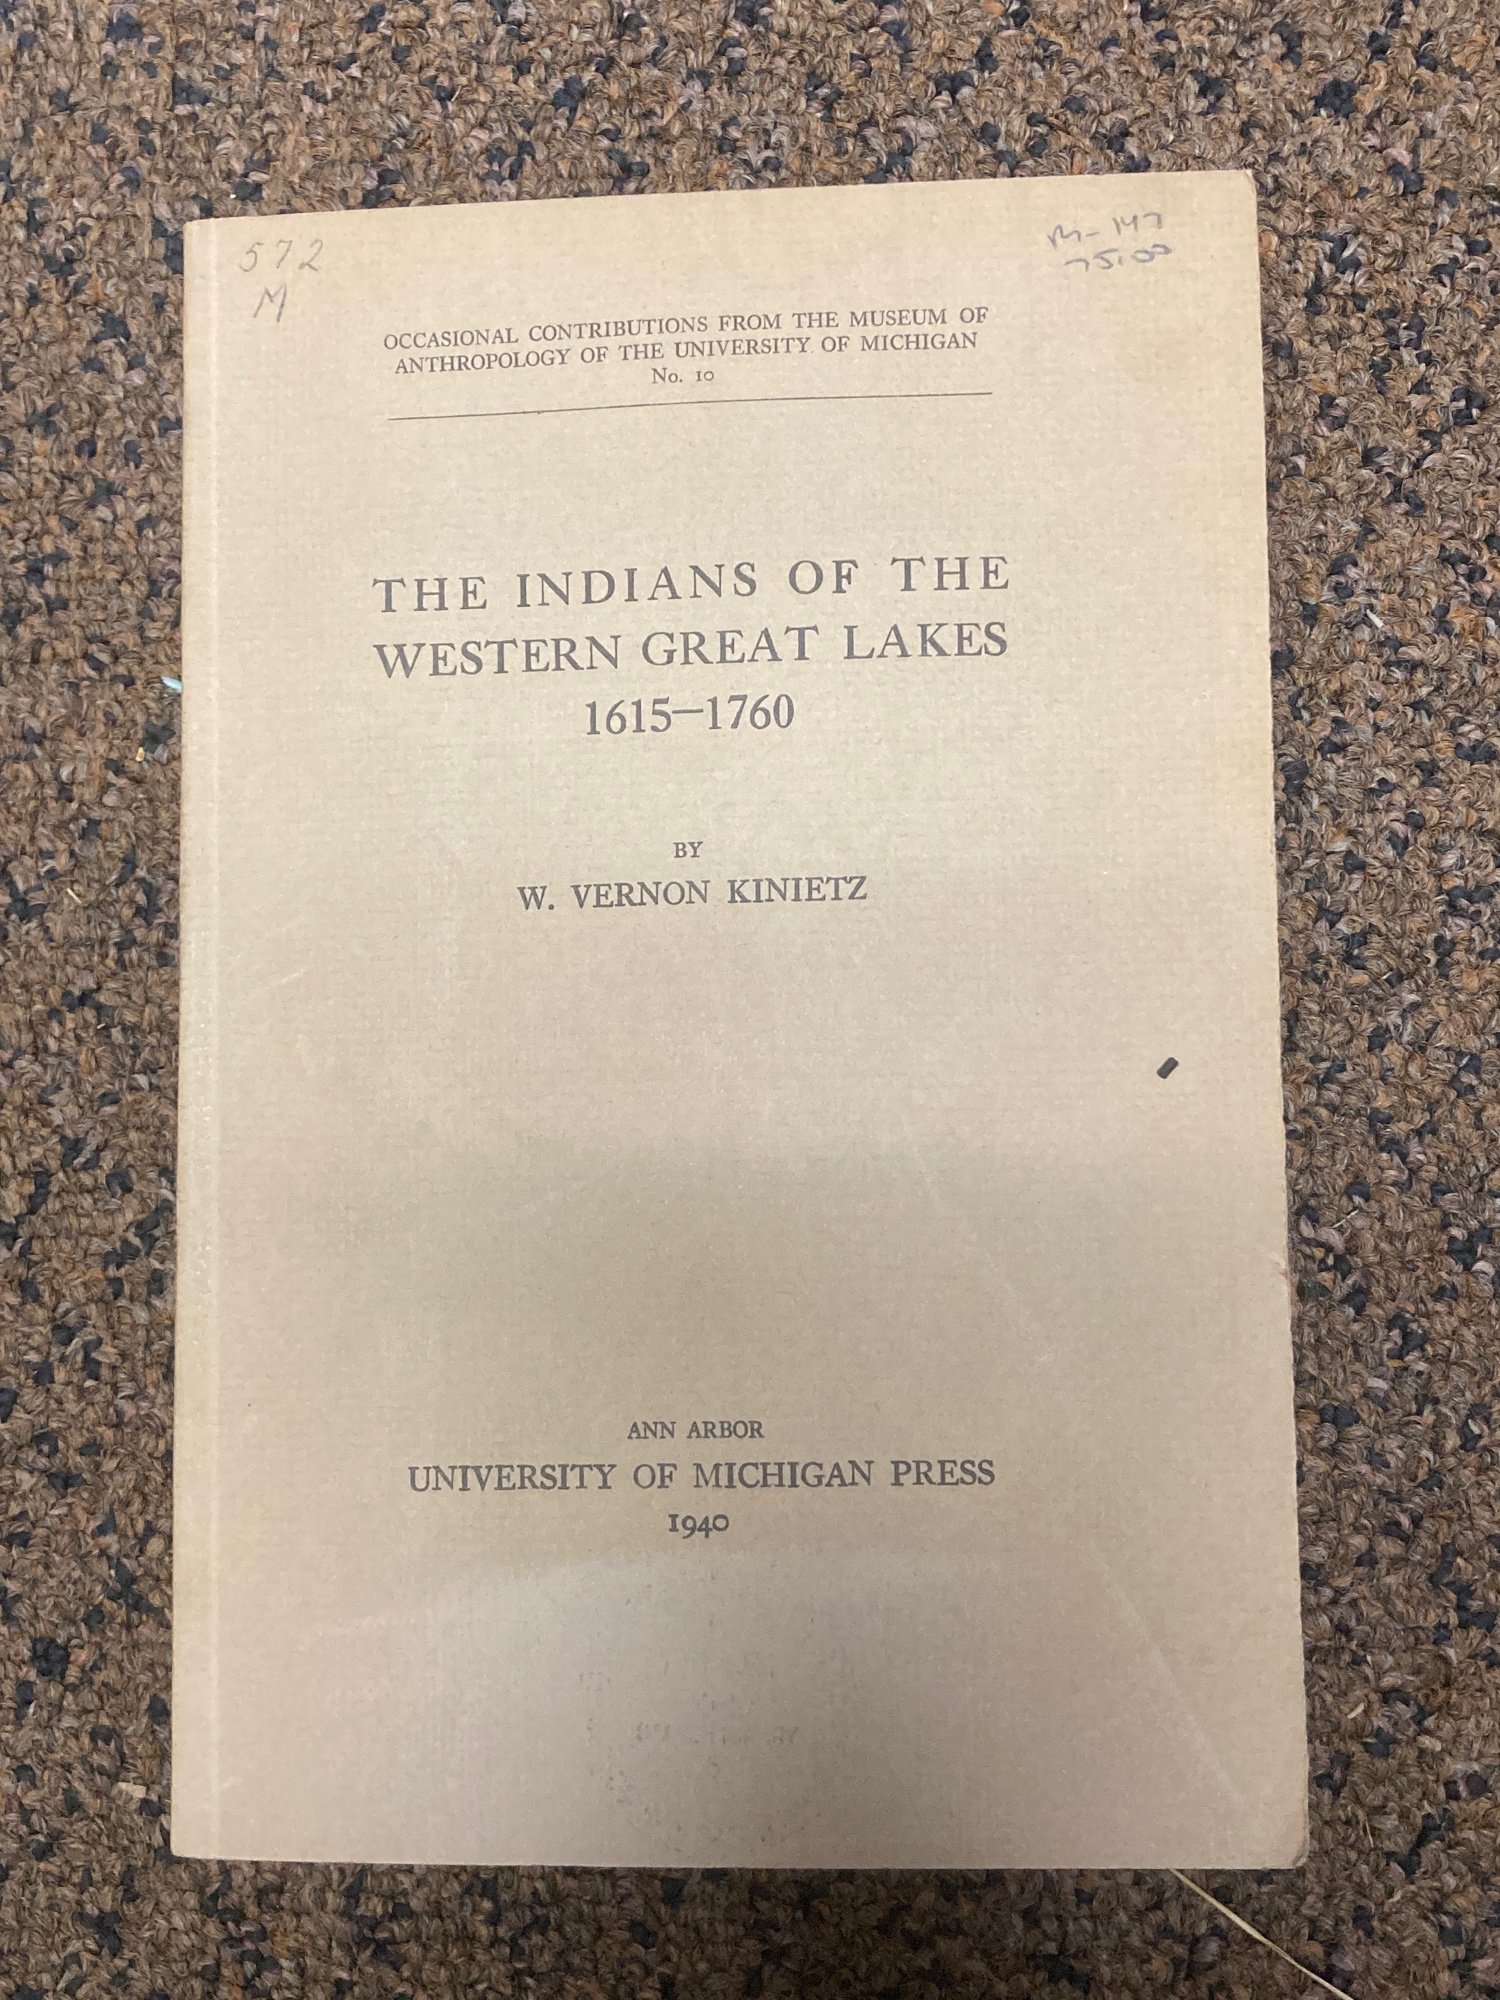 572
M
M-147
75.00
OCCASIONAL CONTRIBUTIONS FROM THE MUSEUM OF
ANTHROPOLOGY OF THE UNIVERSITY OF MICHIGAN
No. 10
THE INDIANS OF THE
WESTERN GREAT LAKES
1615–1760
BY
W. VERNON KINIETZ
ANN ARBOR
UNIVERSITY OF MICHIGAN PRESS
1940